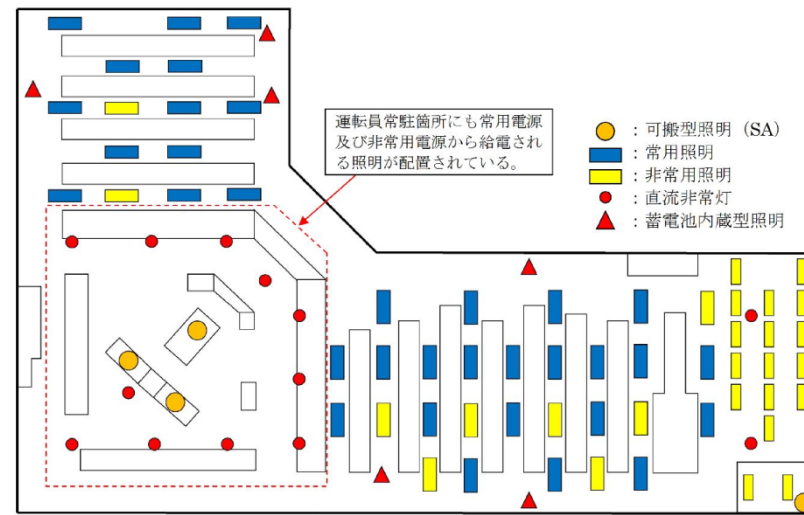 運転員常駐箇所にも常用電源
及び非常用電源から給電され
る照明が配置されている。
：可搬型照明（SA）
：常用照明
：非常用照明
：直流非常灯
：蓄電池内蔵型照明